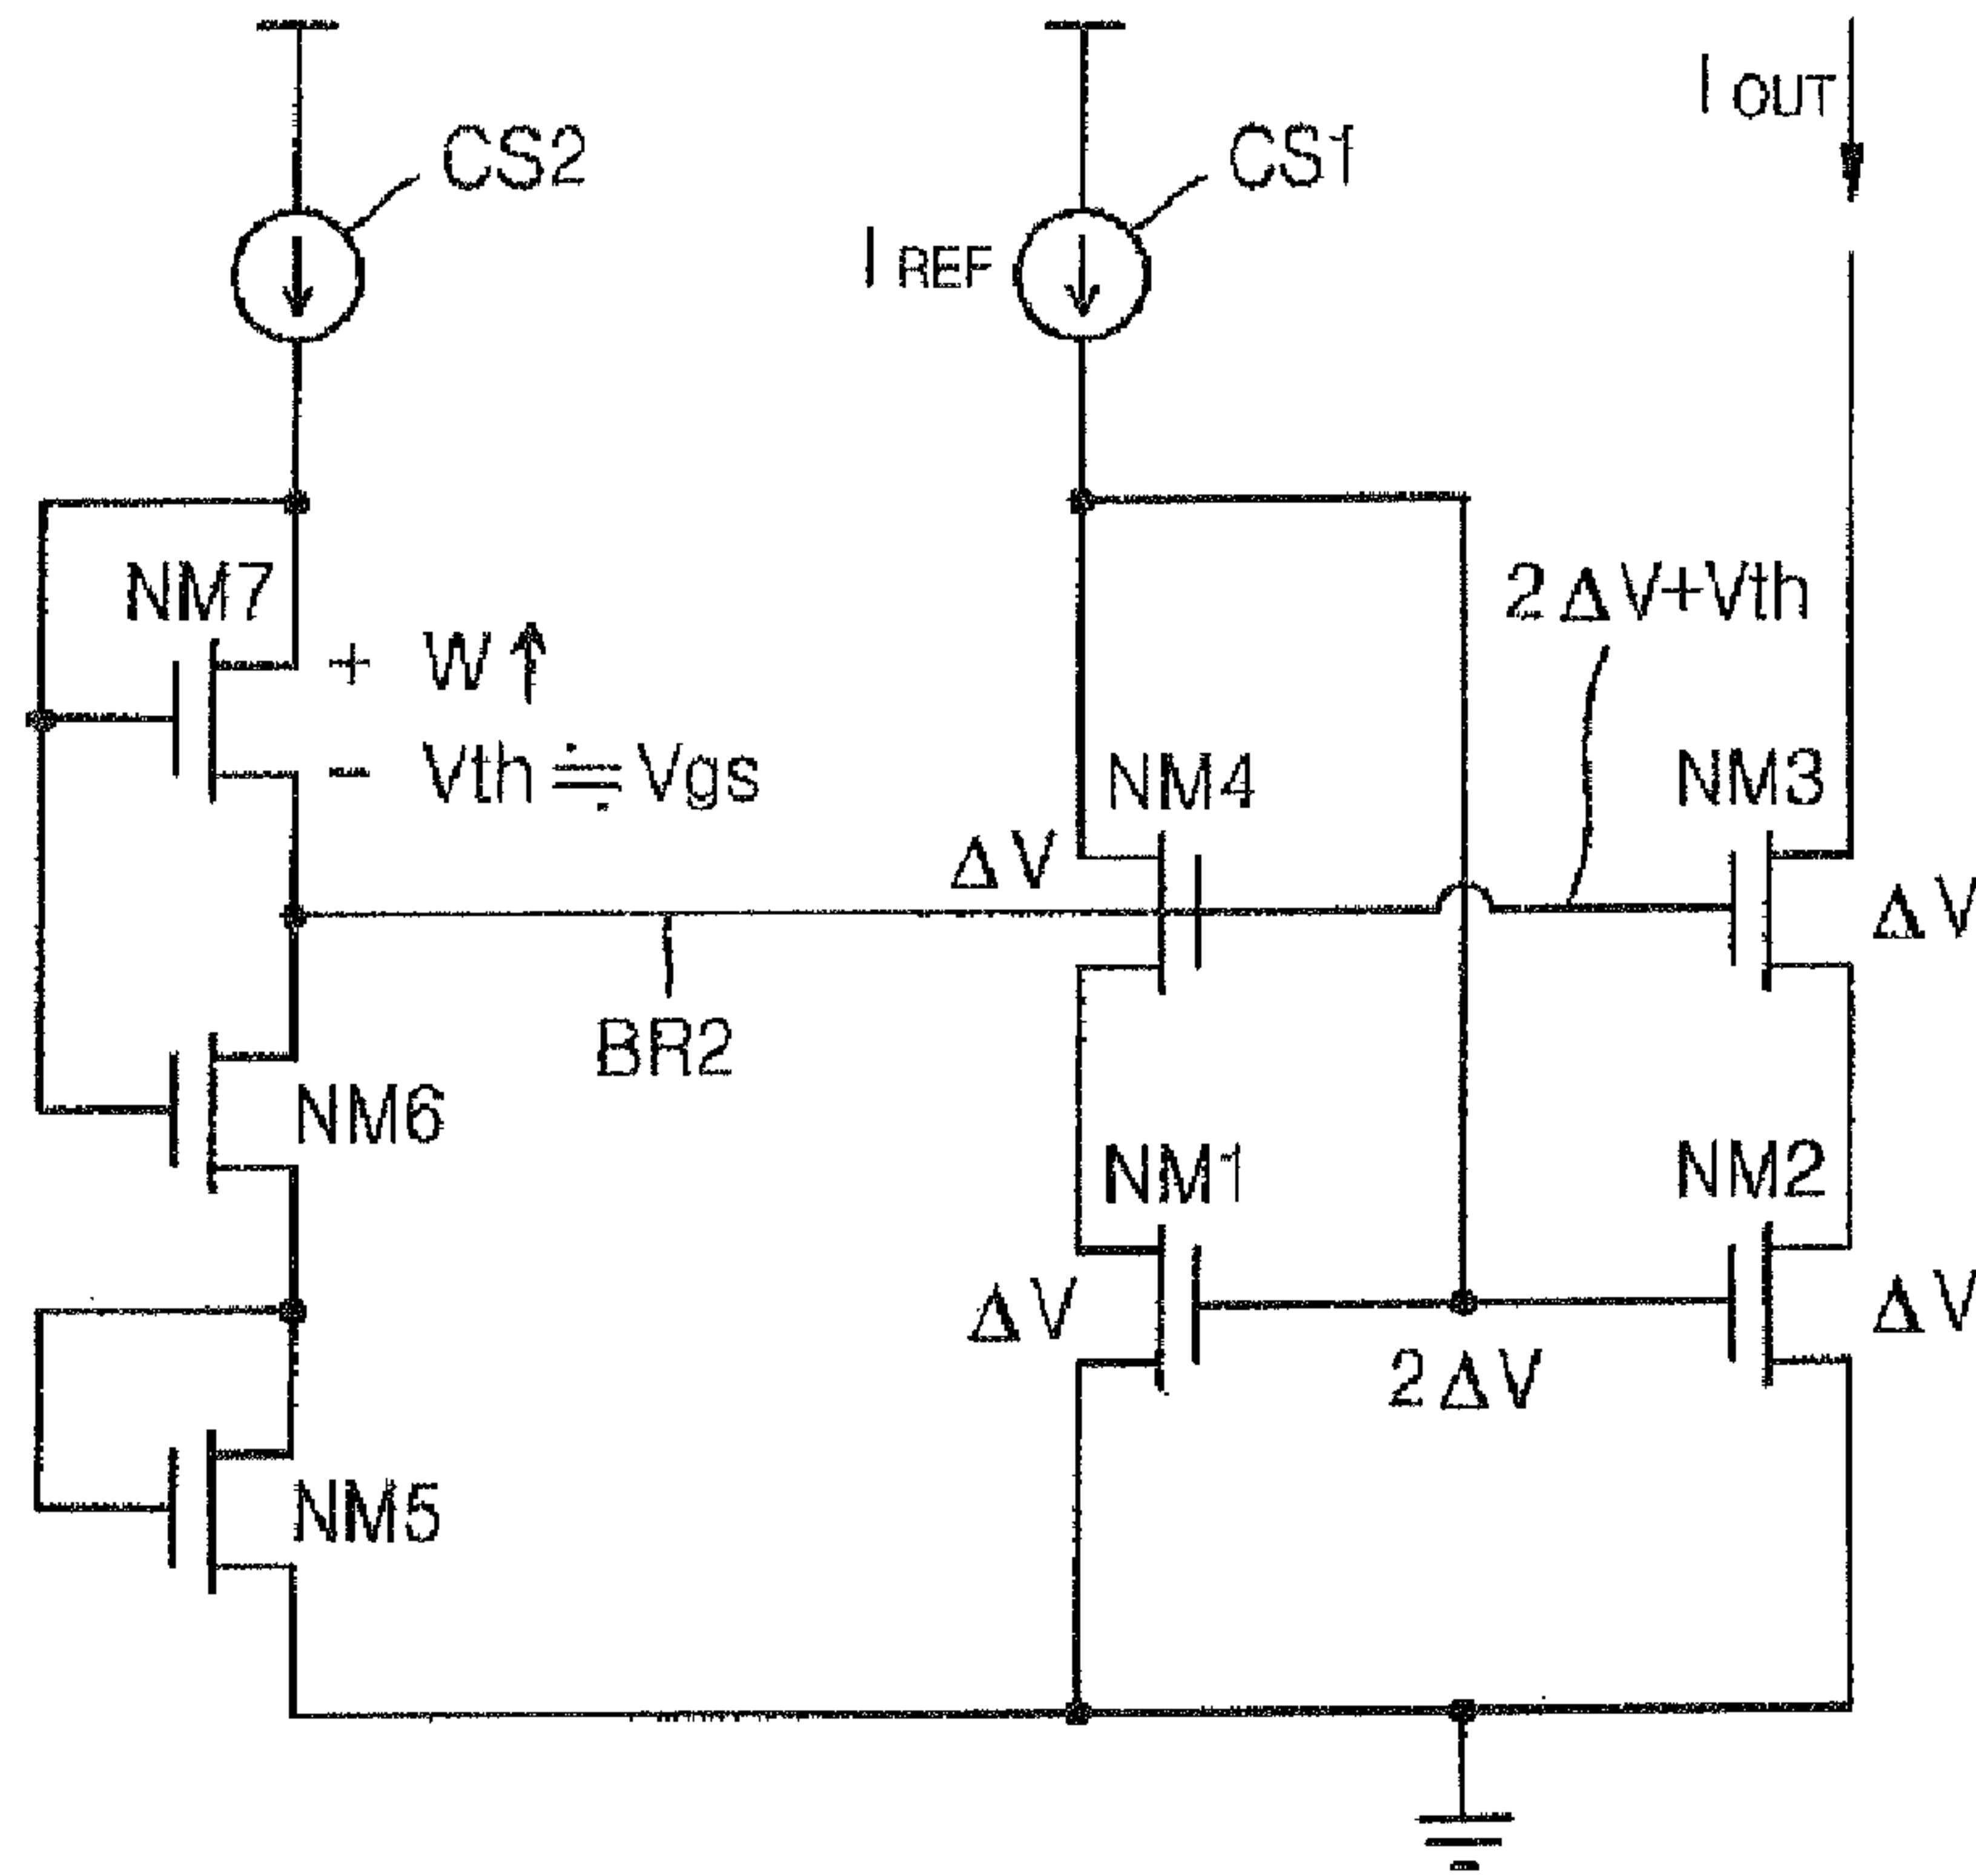 CS2
CS1
I OUT
I REF
NM7
+ W ↑
- Vth ≒ Vgs
2ΔV+Vth
NM4
NM3
ΔV
ΔV
BR2
NM6
NM1
NM2
ΔV
ΔV
2ΔV
NM5